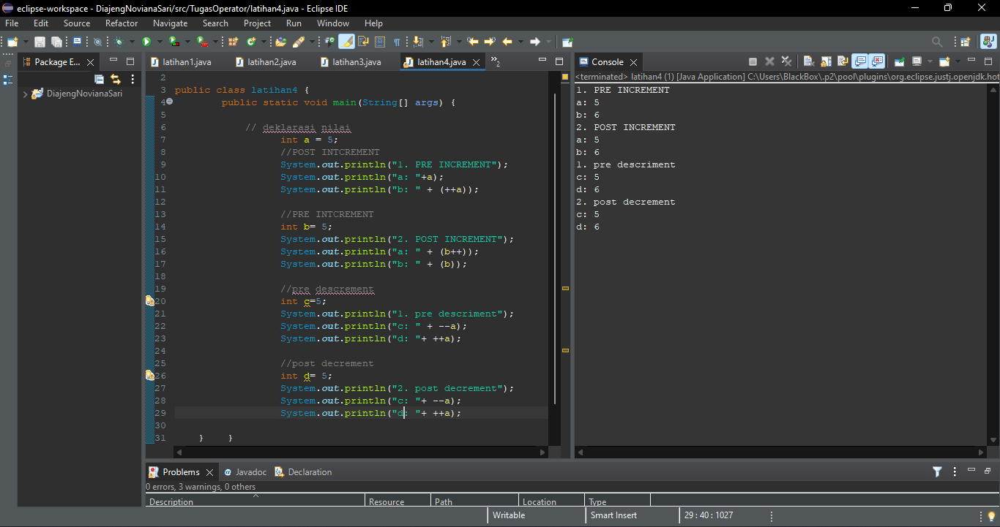 eclipse-workspace - DiajengNovianaSari/src/TugasOperator/latihan4.java - Eclipse IDE
File Edit Source Refactor Navigate Search Project Run Window Help
Package E...
DiajengNovianaSari
latihan1.java latihan2.java latihan3.java latihan4.java »2
2
3 public class latihan4 {
4 public static void main(String[] args) {
5
6 // deklarasi nilai
7 int a = 5;
8 //POST INTCREMENT
9 System.out.println("1. PRE INCREMENT");
10 System.out.println("a: "+a);
11 System.out.println("b: " + (++a));
12
13 //PRE INTCREMENT
14 int b= 5;
15 System.out.println("2. POST INCREMENT");
16 System.out.println("a: " + (b++));
17 System.out.println("b: " + (b));
18
19 //pre descrement
20 int c=5;
21 System.out.println("1. pre descriment");
22 System.out.println("c: " + --a);
23 System.out.println("d: "+ ++a);
24
25 //post decrement
26 int d= 5;
27 System.out.println("2. post decrement");
28 System.out.println("c: "+ --a);
29 System.out.println("d: "+ ++a);
30
31 } }
Console
<terminated> latihan4 (1) [Java Application] C:\Users\BlackBox\.p2\pool\plugins\org.eclipse.justj.openjdk.hot
1. PRE INCREMENT
a: 5
b: 6
2. POST INCREMENT
a: 5
b: 6
1. pre descriment
c: 5
d: 6
2. post decrement
c: 5
d: 6
Problems Javadoc Declaration
0 errors, 3 warnings, 0 others
Description Resource Path Location Type
Writable Smart Insert 29 : 40 : 1027